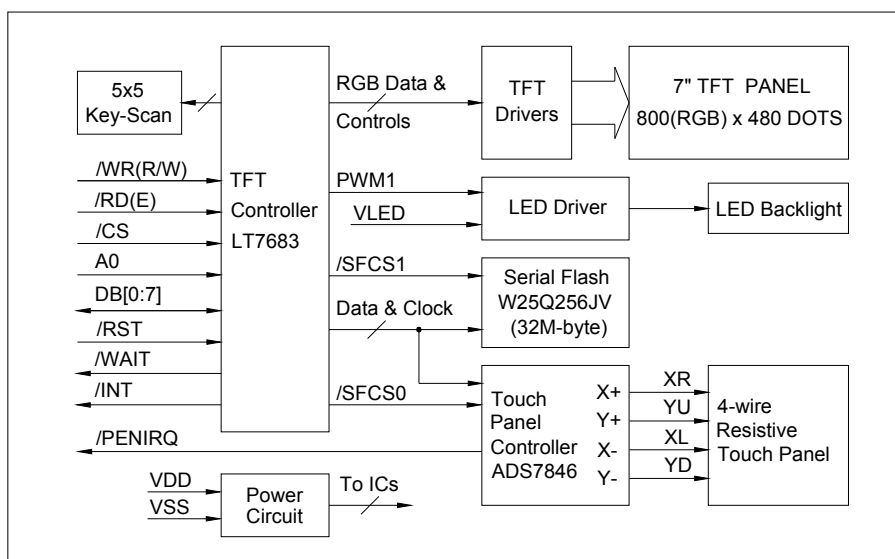 5x5
Key-Scan
/WR(R/W)
/RD(E)
/CS
A0
DB[0:7]
/RST
/WAIT
/INT
/PENIRQ
TFT
Controller
LT7683
RGB Data &
Controls
TFT
Drivers
7" TFT PANEL
800(RGB) x 480 DOTS
PWM1
VLED
LED Driver
LED Backlight
/SFCS1
Data & Clock
Serial Flash
W25Q256JV
(32M-byte)
/SFCS0
Touch
Panel
Controller
ADS7846
X+
Y+
X-
Y-
XR
YU
XL
YD
4-wire
Resistive
Touch Panel
VDD
VSS
Power
Circuit
To ICs